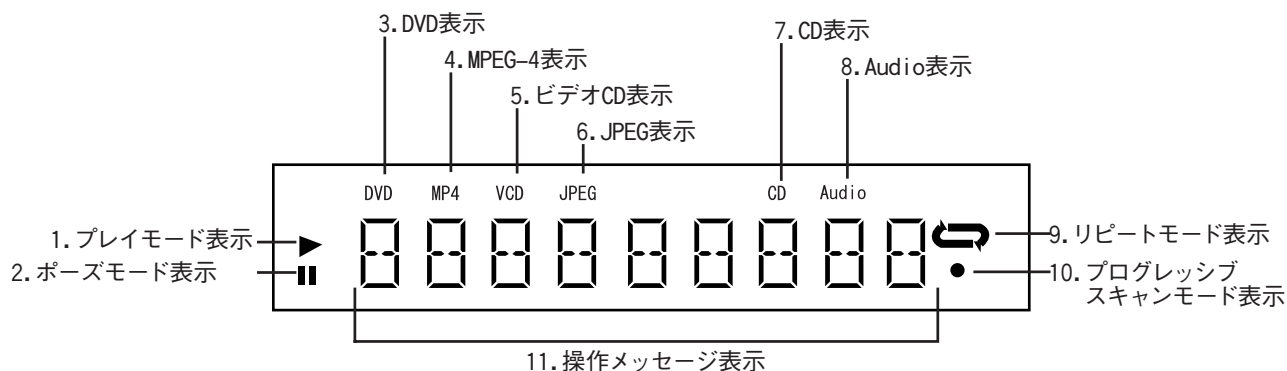 3.DVD表示
4.MPEG-4表示
5.ビデオCD表示
6.JPEG表示
7.CD表示
8.Audio表示
DVD MP4 VCD JPEG CD Audio
1.プレイモード表示
2.ポーズモード表示
9.リピートモード表示
10.プログレッシブ
スキャンモード表示
11.操作メッセージ表示